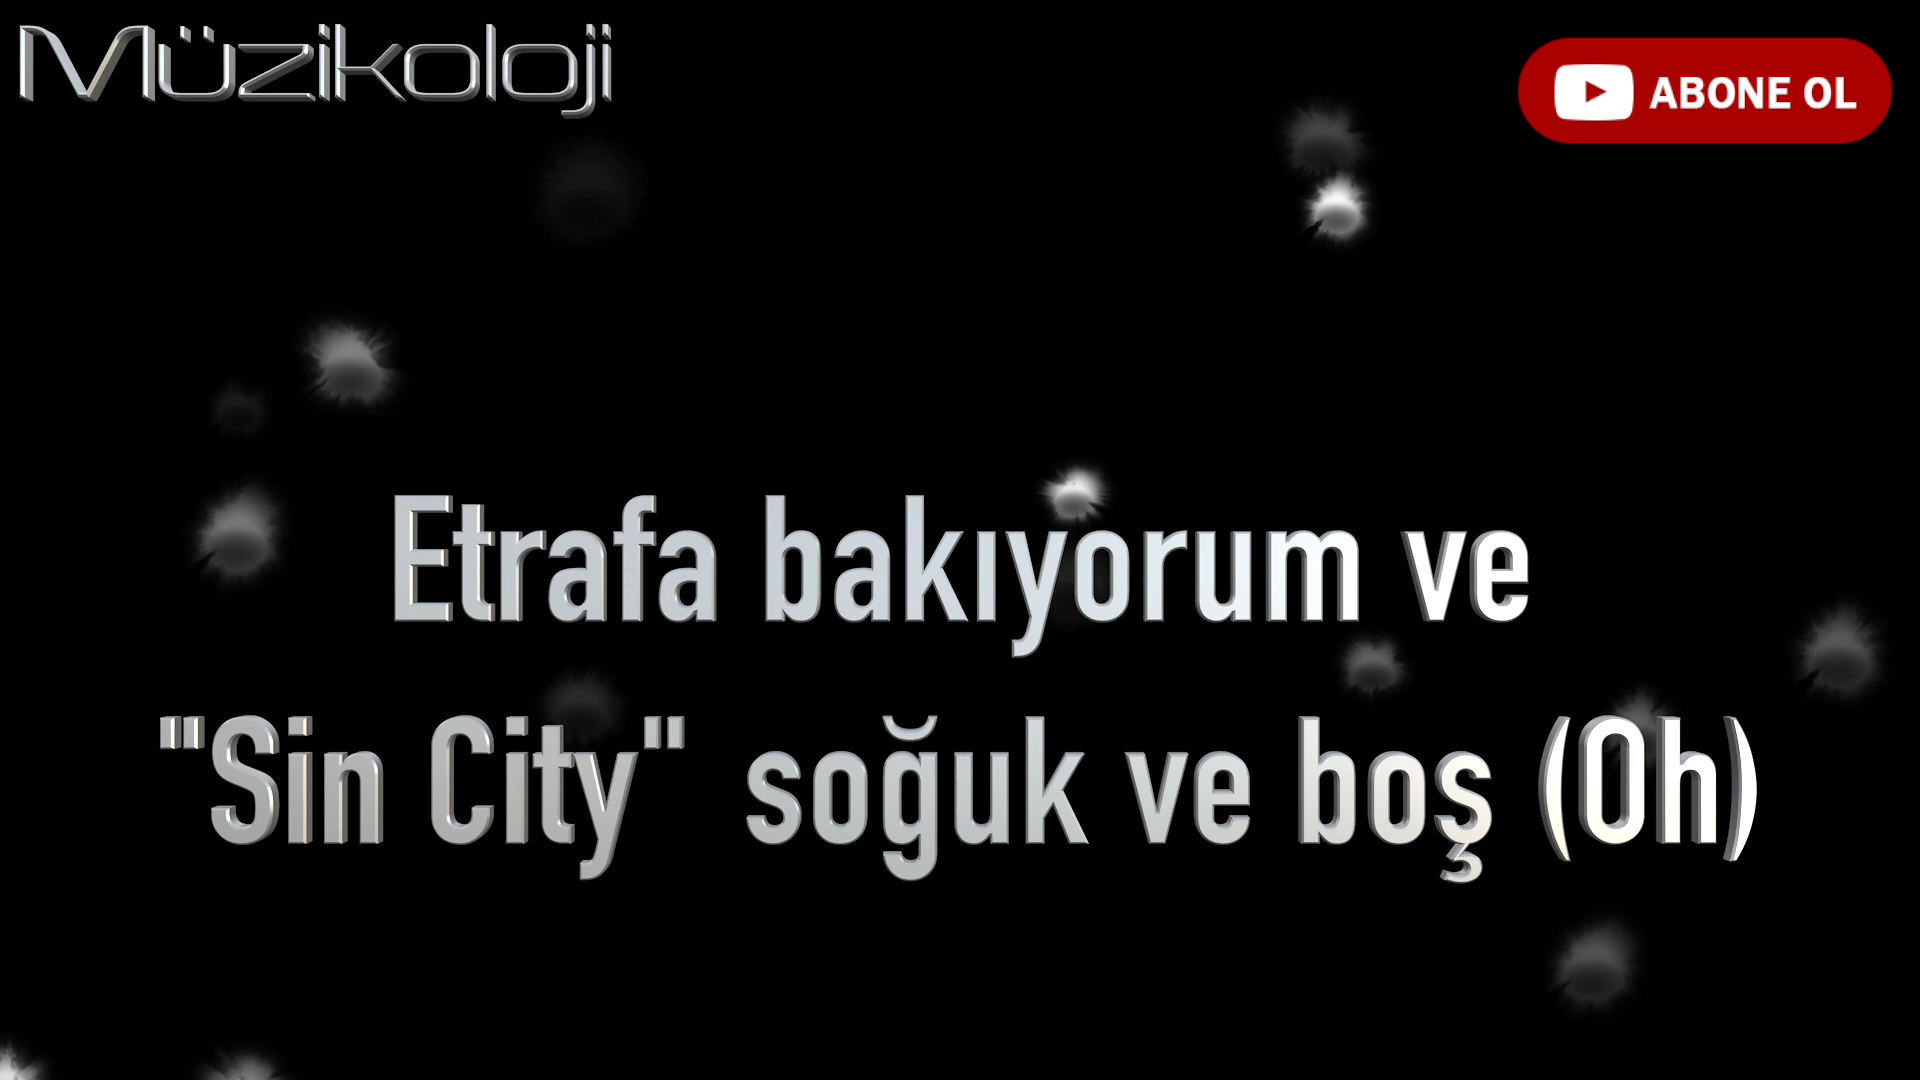 Müzikoloji
ABONE OL
Etrafa bakıyorum ve
"Sin City" soğuk ve boş (Oh)